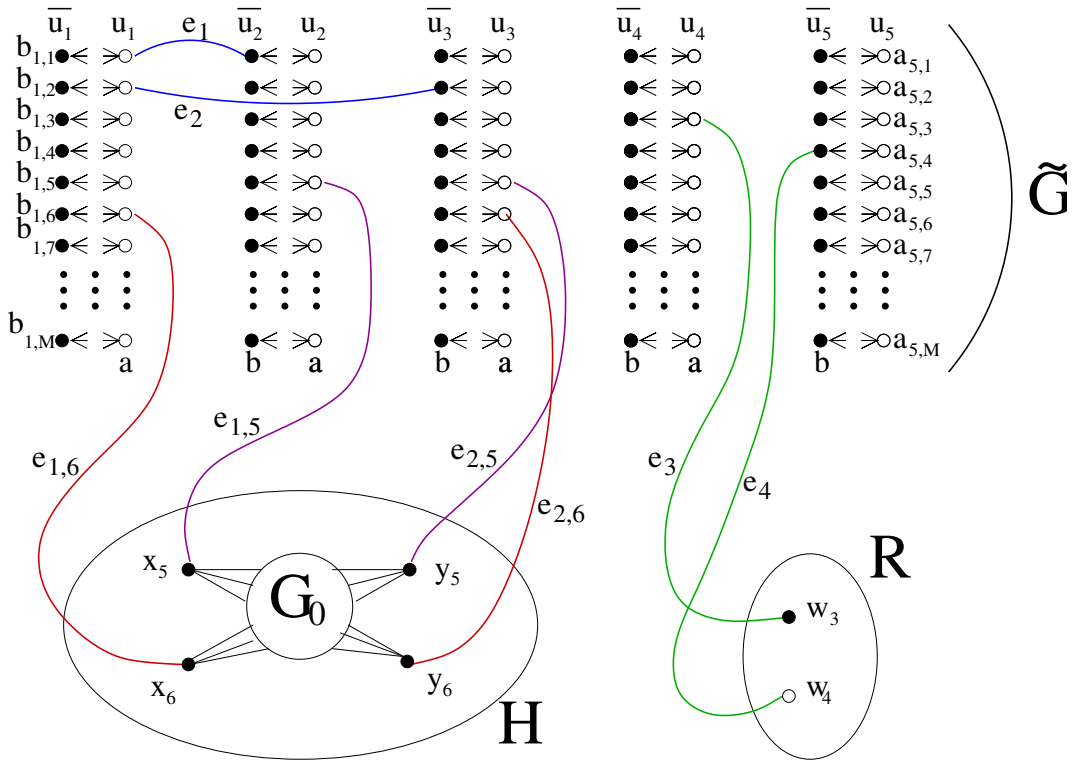 u̅₁ u₁ e₁ u̅₂ u₂ u̅₃ u₃ u̅₄ u₄ u̅₅ u₅
b₁,₁ a₅,₁
b₁,₂ a₅,₂
e₂
b₁,₃ a₅,₃
b₁,₄ a₅,₄
b₁,₅ a₅,₅
b₁,₆ a₅,₆
b₁,₇ a₅,₇
G̃
b₁,M a₅,M
a b a b a b a b
e₁,₅ e₂,₅
e₁,₆ e₃ e₄
e₂,₆
x₅ G₀ y₅ R
w₃
x₆ y₆ w₄
H